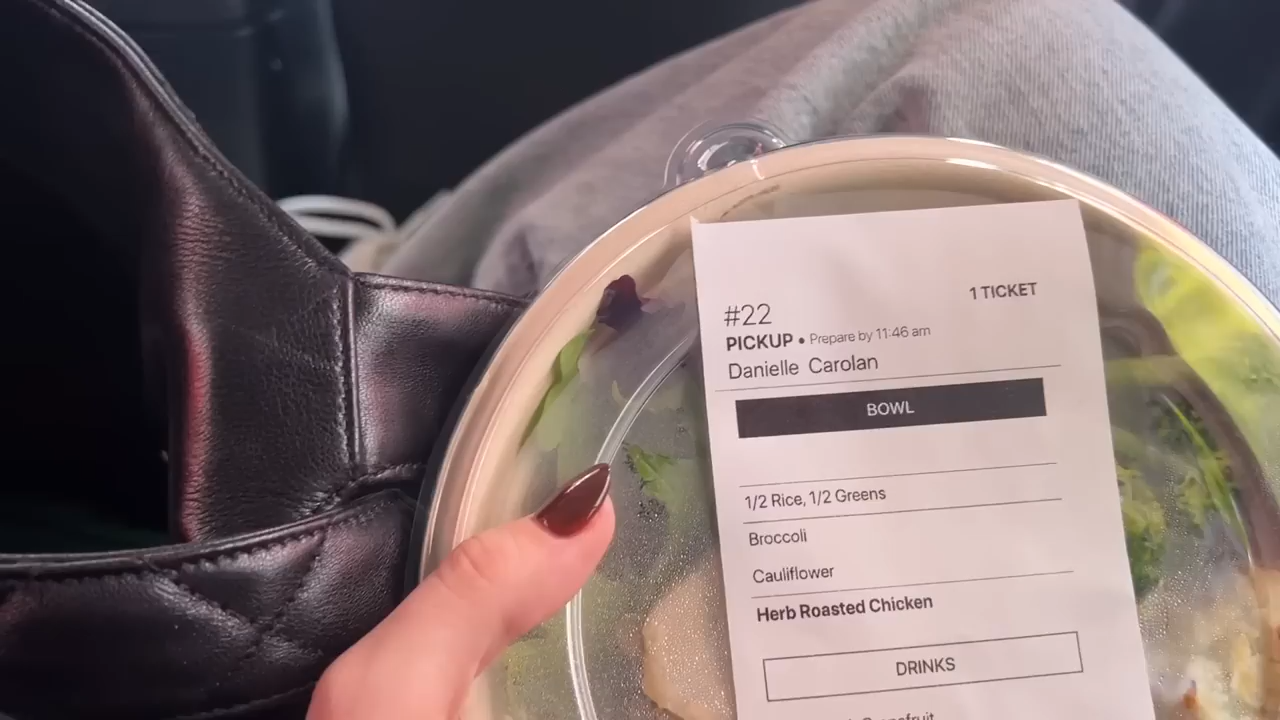 #22
1 TICKET
PICKUP • Prepare by 11:46 am
Danielle Carolan
BOWL
1/2 Rice, 1/2 Greens
Broccoli
Cauliflower
Herb Roasted Chicken
DRINKS